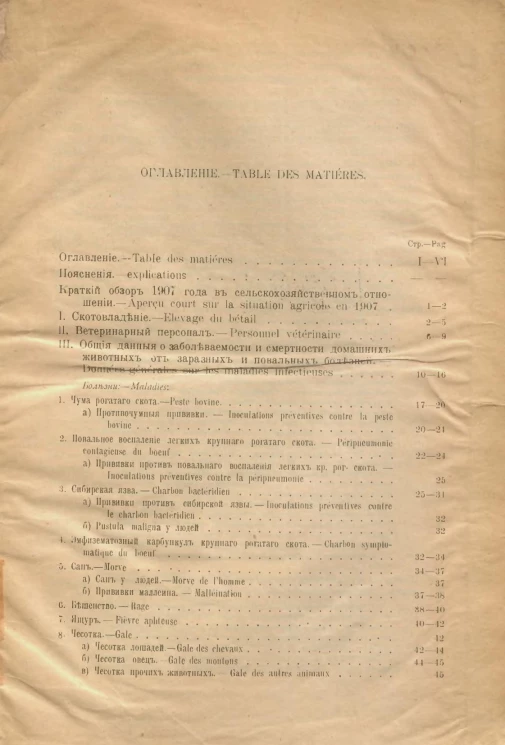 ОГЛАВЛЕНІЕ.—TABLE DES MATIÉRES.
Стр.—Pag
Оглавленіе.—Table des matiéres . . . . . . . . . . . . I—VI
Поясненія.—explications . . . . . . . . . . . . . —
Краткій обзоръ 1907 года въ сельскохозяйственномъ отно-
шеніи.—Aperçu court sur la situation agricole en 1907 . 1—2
I. Скотовладѣніе.—Elevage du bétail . . . . . . . . . . 2—5
II. Ветеринарный персоналъ.—Personnel vétérinaire . . . . 6—9
III. Общія данныя о заболѣваемости и смертности домашнихъ
животныхъ отъ заразныхъ и повальныхъ болѣзней.—
Données générales sur les maladies infectieuses . . . . . 10—16
Болѣзни:—Maladies:
1. Чума рогатаго скота.—Peste bovine. . . . . . . . . . 17—20
а) Противочумныя прививки. — Inoculations préventives contre la peste
bovine . . . . . . . . . . . . . . . 20—21
2. Повальное воспаленіе легкихъ крупнаго рогатаго скота. — Péripneumonie
contagieuse du boeuf . . . . . . . . . . . . . 22—24
а) Прививки противъ повальнаго воспаленія легкихъ кр. рог. скота. —
Inoculations préventives contre la péripneumonie . . . . . . 25
3. Сибирская язва.— Charbon bactéridien . . . . . . . . . 25—31
а) Прививки противъ сибирской язвы.—Inoculations préventives contre
le charbon bactéridien . . . . . . . . . . . 32
б) Pustula maligna у людей . . . . . . . . . . . 32
4. Эмфизематозный карбункулъ крупнаго рогатаго скота.—Charbon sympto-
matique du boeuf . . . . . . . . . . . . . . 32—34
5. Сапъ.—Morve . . . . . . . . . . . . . . . 34—37
а) Сапъ у людей.—Morve de l'homme . . . . . . . . . 37
б) Прививки маллеина. — Malléination . . . . . . . . . 37—38
6. Бѣшенство. — Rage . . . . . . . . . . . . . . 38—40
7. Ящуръ.— Fièvre aphteuse . . . . . . . . . . . . 40—42
8. Чесотка.—Gale . . . . . . . . . . . . . . . 42
а) Чесотка лошадей.—Gale des chevaux . . . . . . . . . 42—44
б) Чесотка овецъ.—Gale des moutons . . . . . . . . . 44—45
в) Чесотка прочихъ животныхъ. — Gale des autres animaux . . . . 45